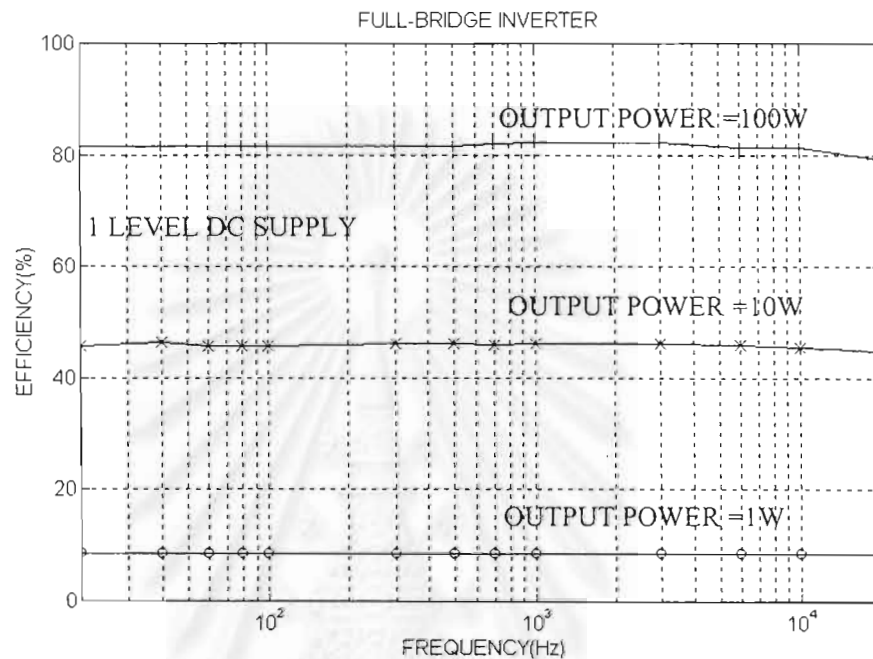 FULL-BRIDGE INVERTER
100
OUTPUT POWER =100W
80
1 LEVEL DC SUPPLY
60
OUTPUT POWER =10W
EFFICIENCY(%)
40
20
OUTPUT POWER =1W
0
10²
10³
10⁴
FREQUENCY(Hz)